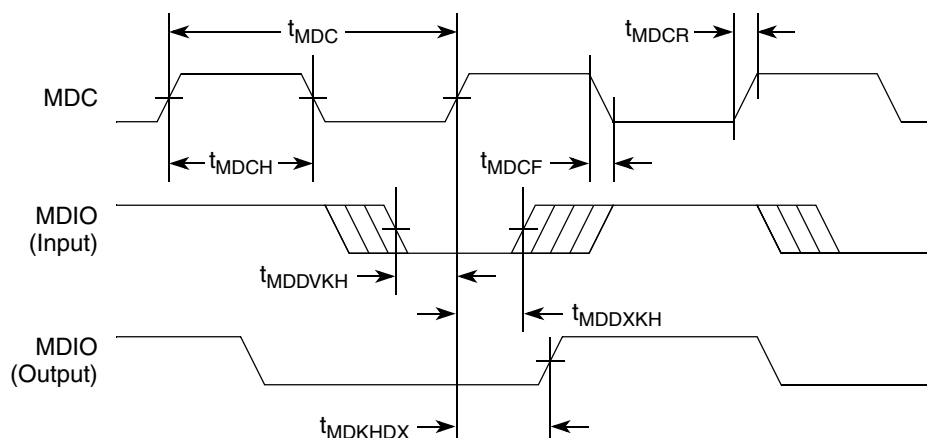 tMDC
tMDCR
MDC
tMDCH
tMDCF
MDIO
(Input)
tMDDVKH
tMDDXKH
MDIO
(Output)
tMDKHDX